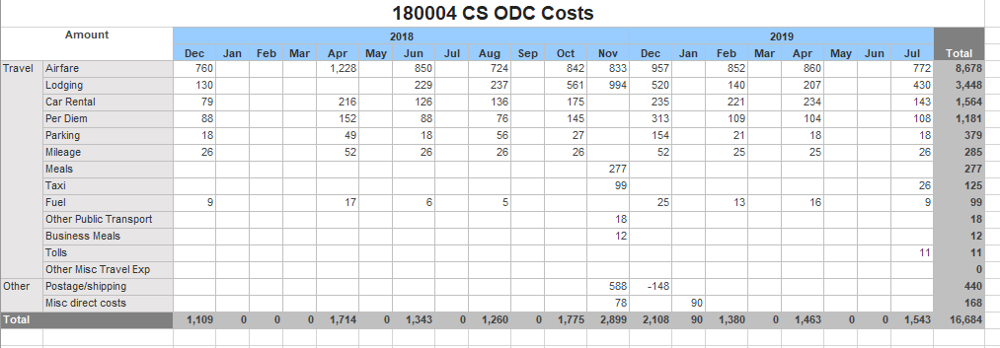 180004 CS ODC Costs
Amount 2018 2019
Dec Jan Feb Mar Apr May Jun Jul Aug Sep Oct Nov Dec Jan Feb Mar Apr May Jun Jul Total
Travel Airfare 760 1,228 850 724 842 833 957 852 860 772 8,678
Lodging 130 229 237 561 994 520 140 207 430 3,448
Car Rental 79 216 126 136 175 235 221 234 143 1,564
Per Diem 88 152 88 76 145 313 109 104 108 1,181
Parking 18 49 18 56 27 154 21 18 18 379
Mileage 26 52 26 26 26 52 25 25 26 285
Meals 277 277
Taxi 99 26 125
Fuel 9 17 6 5 25 13 16 9 99
Other Public Transport 18 18
Business Meals 12 12
Tolls 11 11
Other Misc Travel Exp 0
Other Postage/shipping 588 -148 440
Misc direct costs 78 90 168
Total 1,109 0 0 0 1,714 0 1,343 0 1,260 0 1,775 2,899 2,108 90 1,380 0 1,463 0 0 1,543 16,684